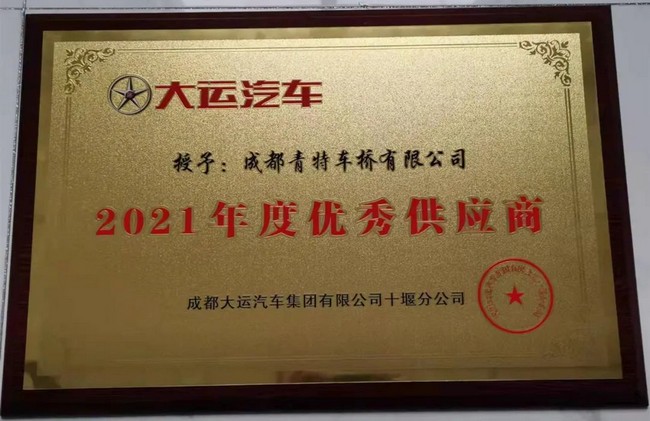 大运汽车
授予：成都青特车桥有限公司
2021年度优秀供应商
成都大运汽车集团有限公司十堰分公司